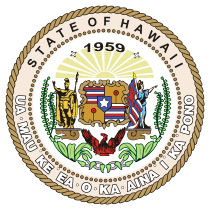 STATE OF HAWAII
1959
UA · MAU · KE · EA · O · KA · AINA · I · KA · PONO